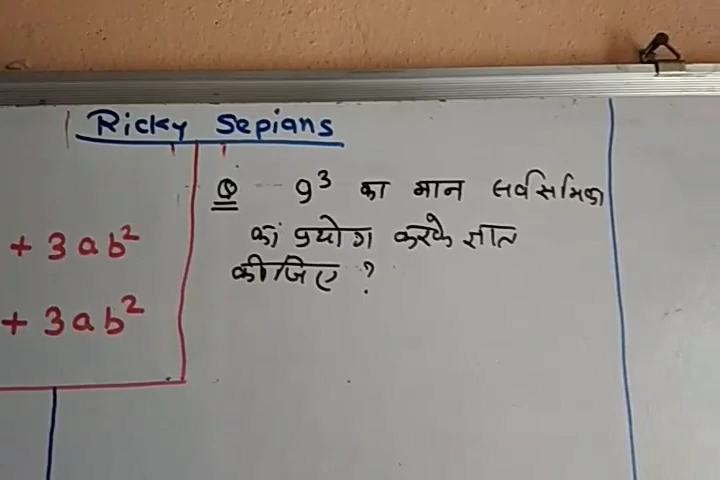 Ricky Sepians
+ 3ab²
+ 3ab²
Q 9³ का मान सर्वसमिका
का प्रयोग करके ज्ञात
कीजिए ?